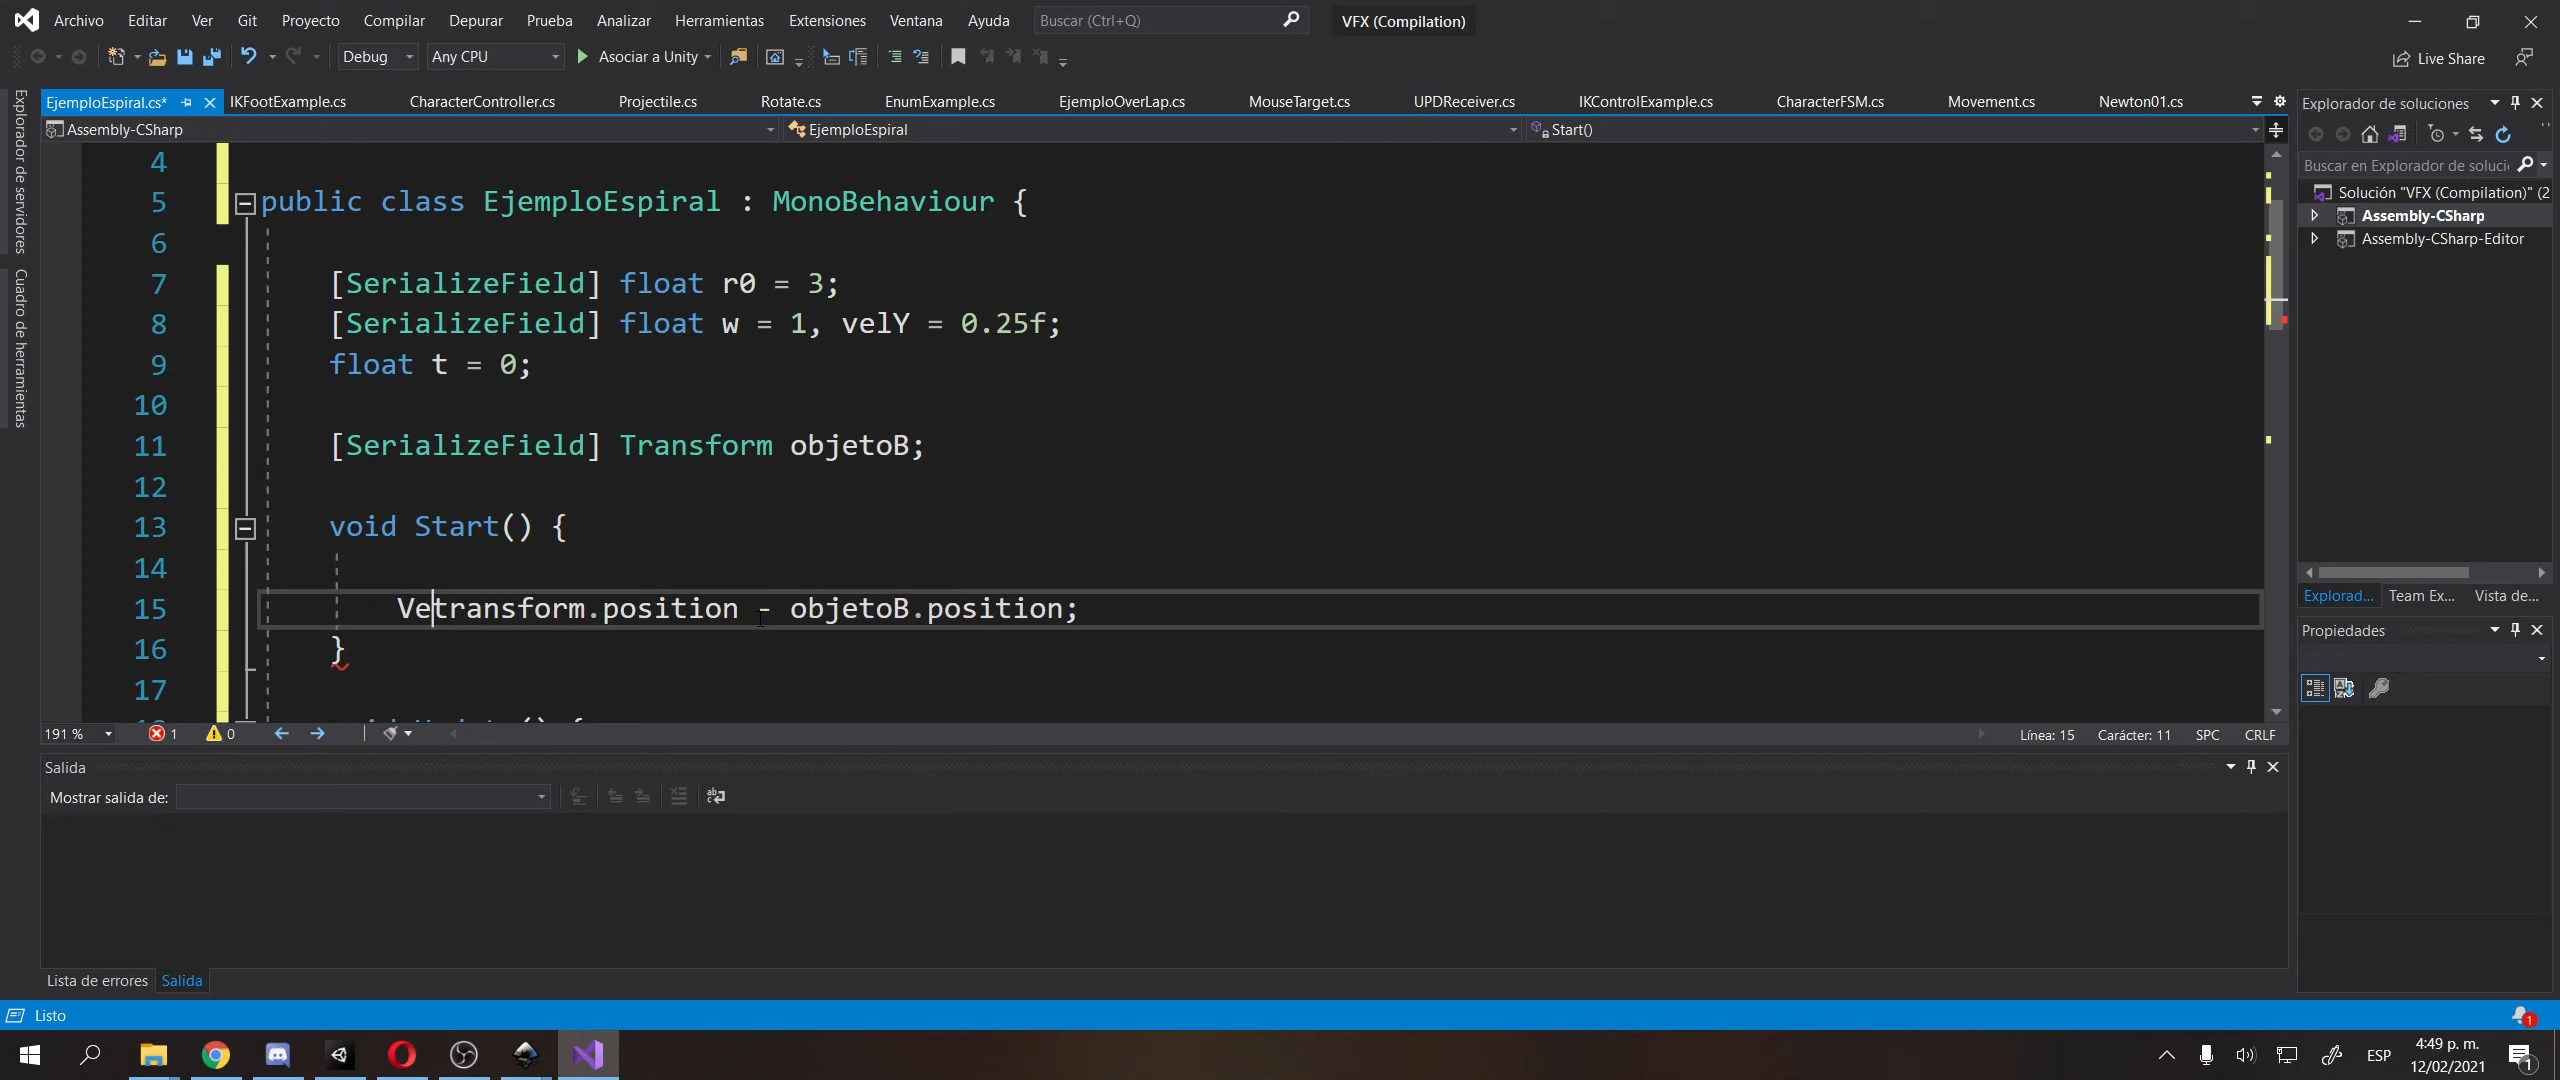 Archivo Editar Ver Git Proyecto Compilar Depurar Prueba Analizar Herramientas Extensiones Ventana Ayuda Buscar (Ctrl+Q) VFX (Compilation)
Debug Any CPU Asociar a Unity Live Share
EjemploEspiral.cs* IKFootExample.cs CharacterController.cs Projectile.cs Rotate.cs EnumExample.cs EjemploOverLap.cs MouseTarget.cs UPDReceiver.cs IKControlExample.cs CharacterFSM.cs Movement.cs Newton01.cs
Assembly-CSharp EjemploEspiral Start()
Explorador de servidores
Cuadro de herramientas
4
5 public class EjemploEspiral : MonoBehaviour {
6
7 [SerializeField] float r0 = 3;
8 [SerializeField] float w = 1, velY = 0.25f;
9 float t = 0;
10
11 [SerializeField] Transform objetoB;
12
13 void Start() {
14
15 Vetransform.position - objetoB.position;
16 }
17
191 % 1 0 Línea: 15 Carácter: 11 SPC CRLF
Salida
Mostrar salida de:
Lista de errores Salida
Explorador de soluciones
Buscar en Explorador de soluci
Solución "VFX (Compilation)" (2
Assembly-CSharp
Assembly-CSharp-Editor
Explorad... Team Ex... Vista de...
Propiedades
Listo 1
ESP 4:49 p. m.
12/02/2021 1